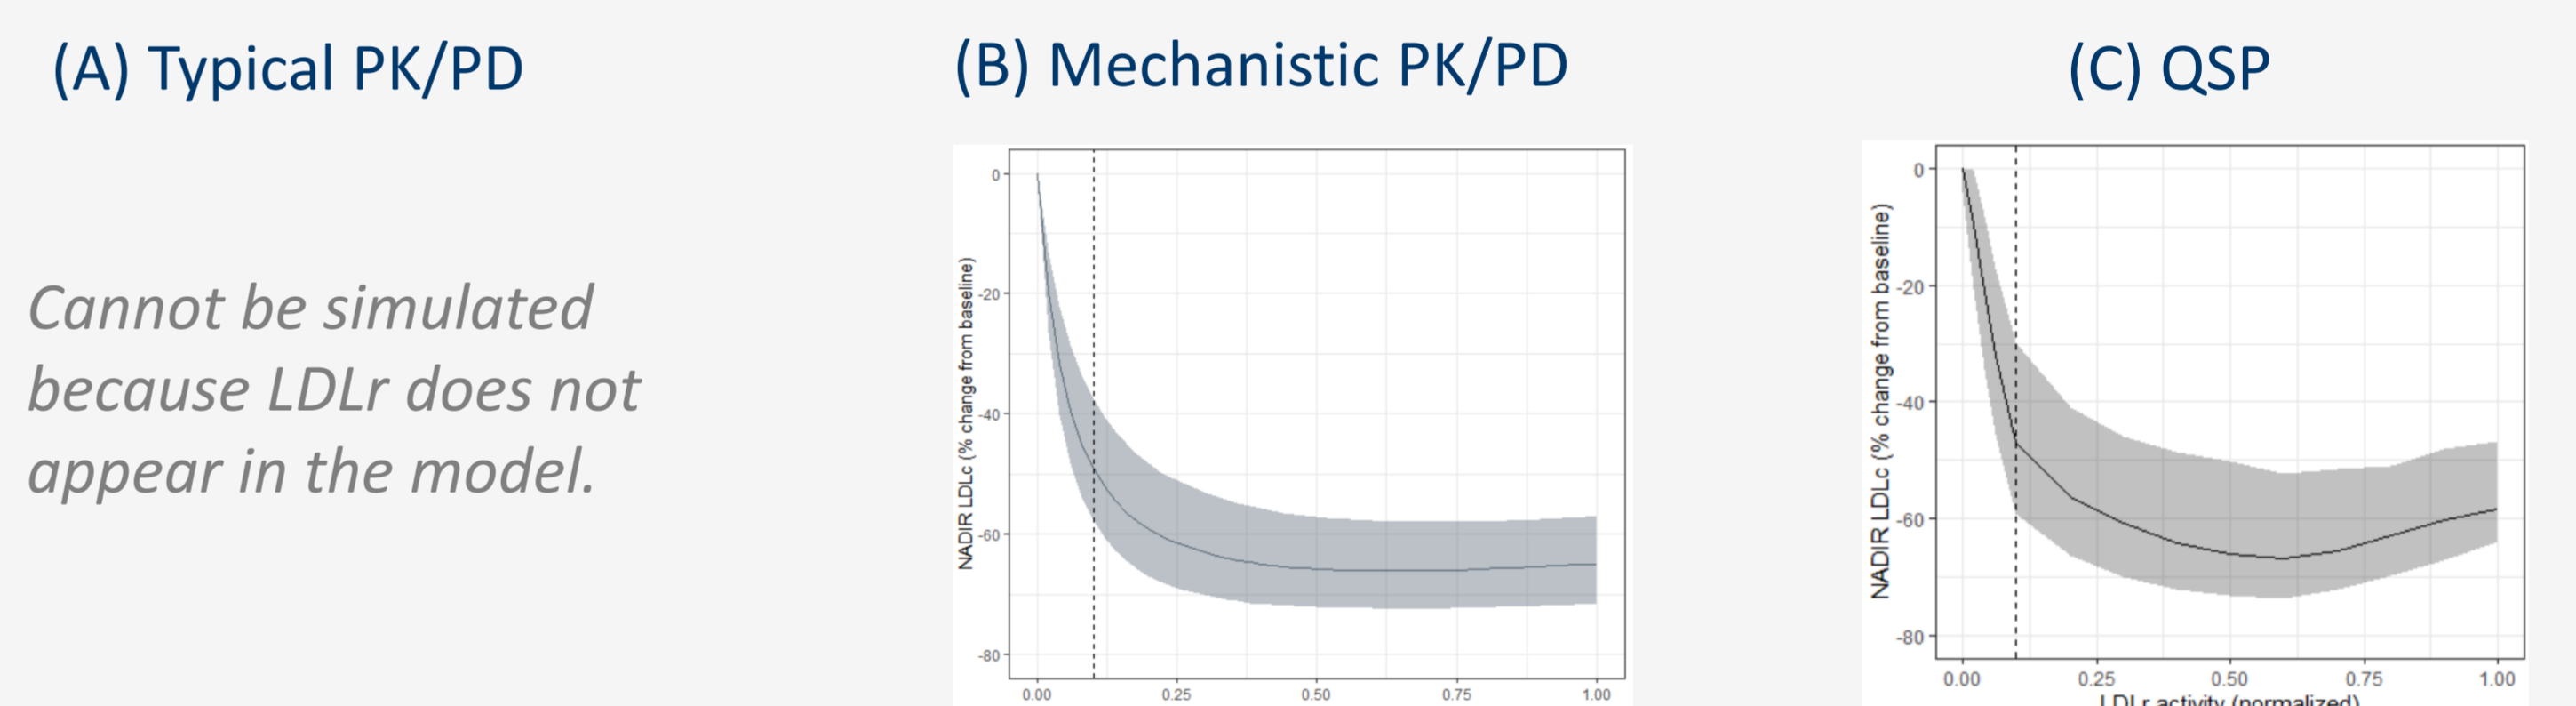 (A) Typical PK/PD
Cannot be simulated
because LDLr does not
appear in the model.
(B) Mechanistic PK/PD
NADIR LDLc (% change from baseline)
0
-20
-40
-60
-80
0.00 0.25 0.50 0.75 1.00
(C) QSP
NADIR LDLc (% change from baseline)
0
-20
-40
-60
-80
0.00 0.25 0.50 0.75 1.00
LDLr activity (normalized)